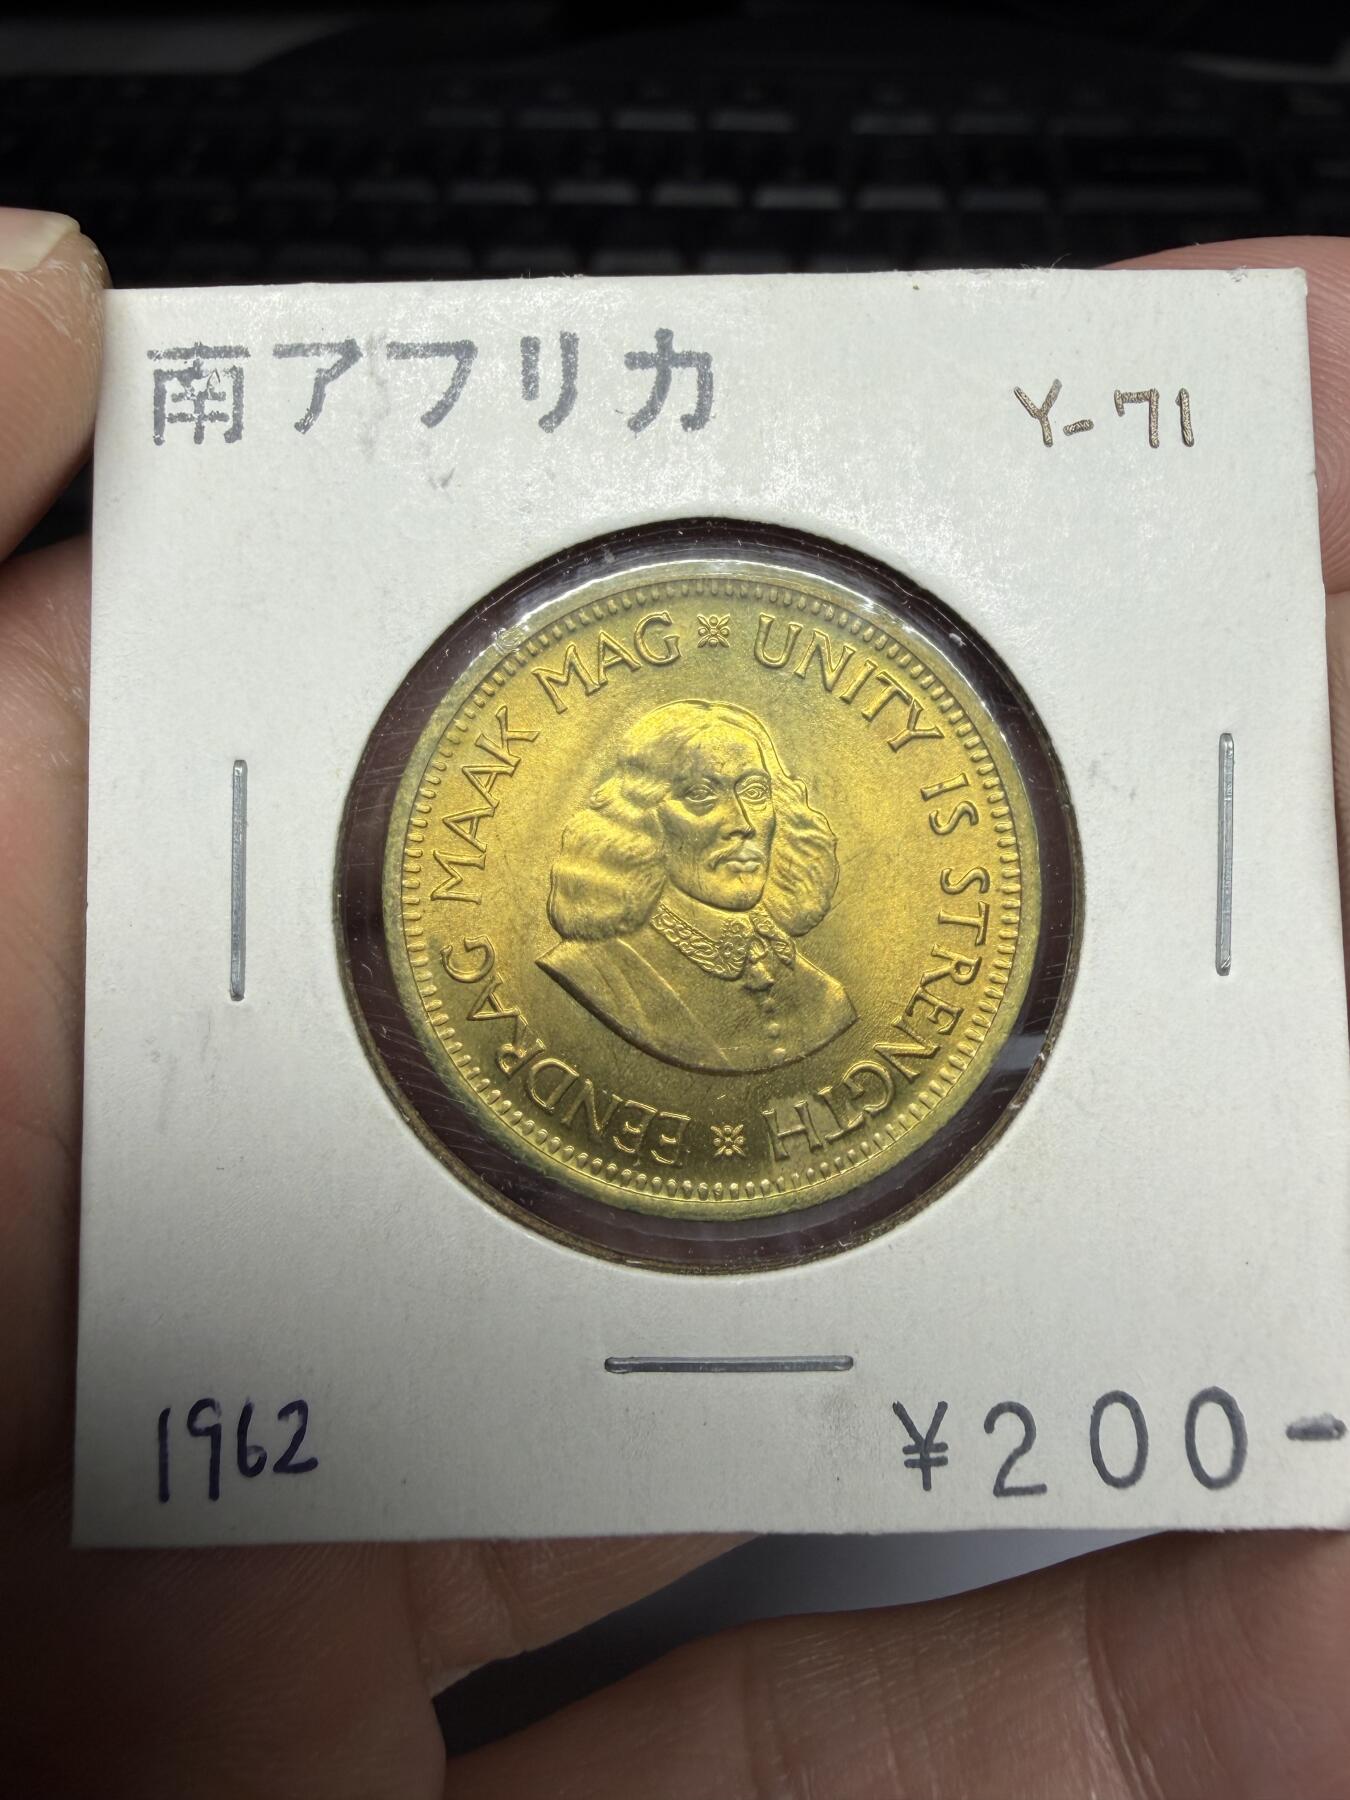 南アフリカ
Y-71
EENDRAG MAAK MAG
UNITY IS STRENGTH
1962
¥200-